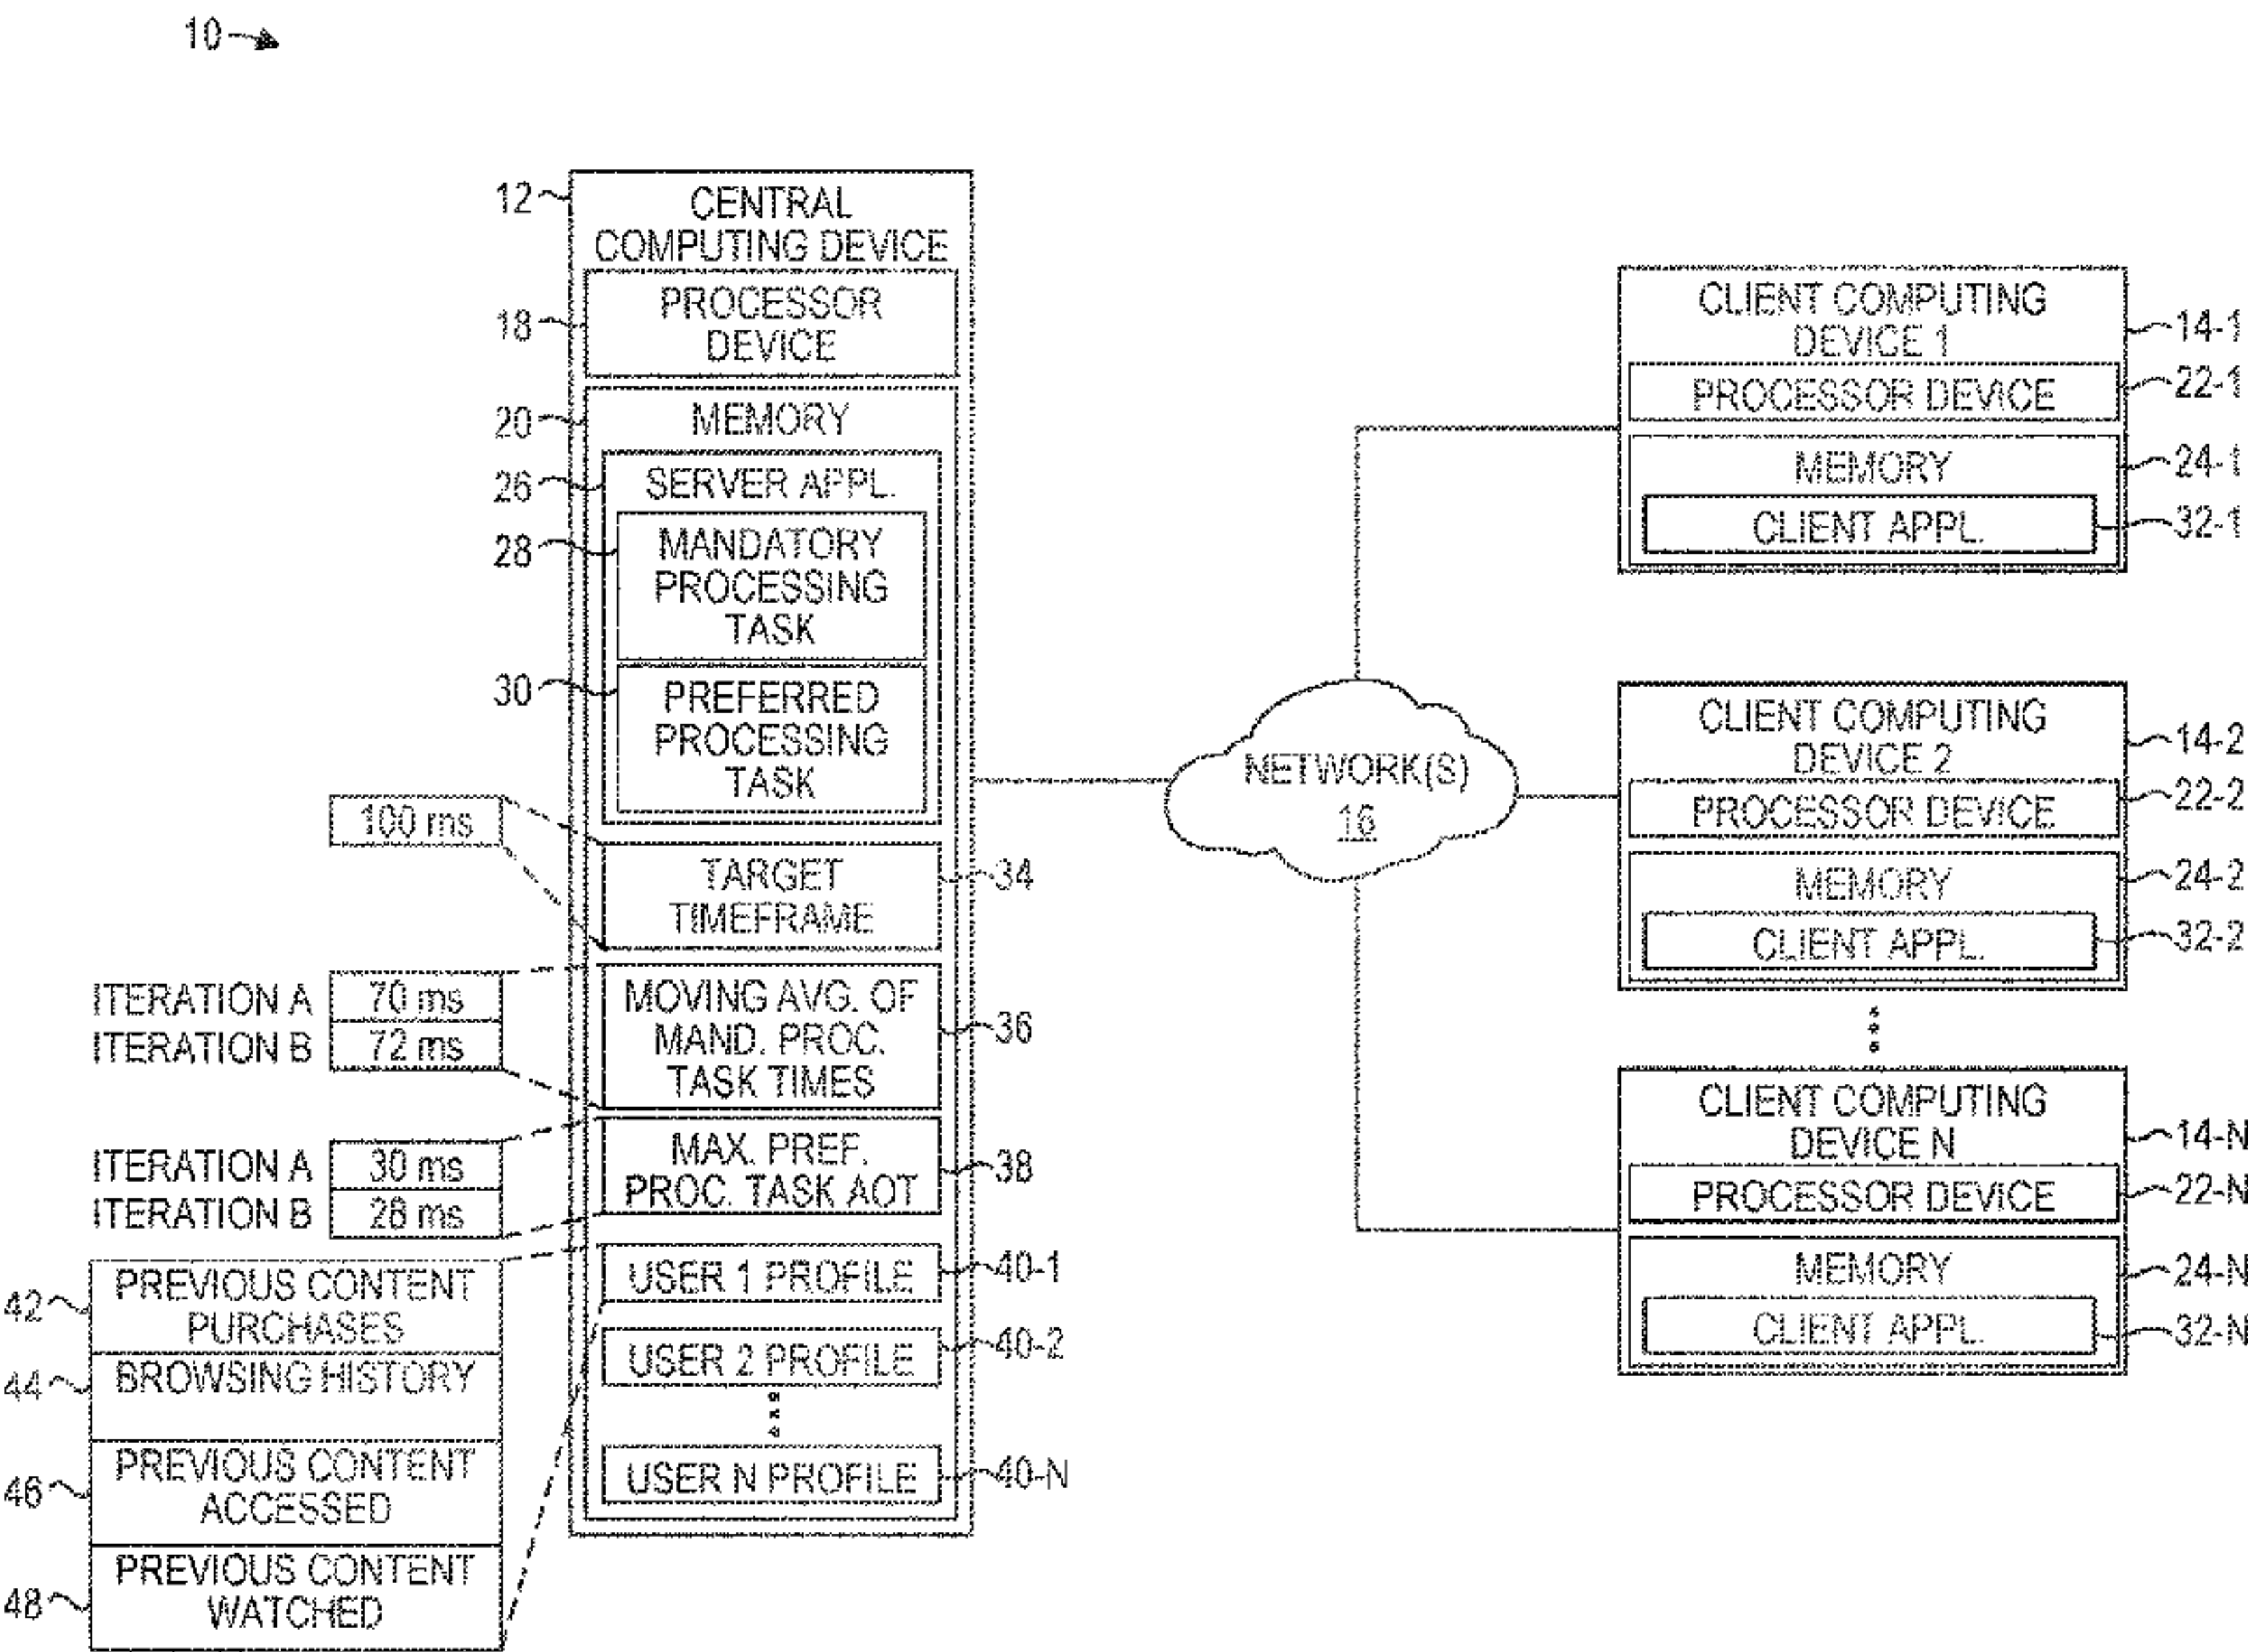 10
12
CENTRAL
COMPUTING DEVICE
18
PROCESSOR
DEVICE
20
MEMORY
26
SERVER APPL.
28
MANDATORY
PROCESSING
TASK
30
PREFERRED
PROCESSING
TASK
100 ms
TARGET
TIMEFRAME
34
ITERATION A 70 ms
ITERATION B 72 ms
MOVING AVG. OF
MAND. PROC.
TASK TIMES
36
ITERATION A 30 ms
ITERATION B 28 ms
MAX. PREF.
PROC. TASK AOT
38
42
PREVIOUS CONTENT
PURCHASES
44
BROWSING HISTORY
46
PREVIOUS CONTENT
ACCESSED
48
PREVIOUS CONTENT
WATCHED
USER 1 PROFILE
40-1
USER 2 PROFILE
40-2
USER N PROFILE
40-N
NETWORK(S)
16
CLIENT COMPUTING
DEVICE 1
14-1
PROCESSOR DEVICE
22-1
MEMORY
24-1
CLIENT APPL.
32-1
CLIENT COMPUTING
DEVICE 2
14-2
PROCESSOR DEVICE
22-2
MEMORY
24-2
CLIENT APPL.
32-2
CLIENT COMPUTING
DEVICE N
14-N
PROCESSOR DEVICE
22-N
MEMORY
24-N
CLIENT APPL.
32-N